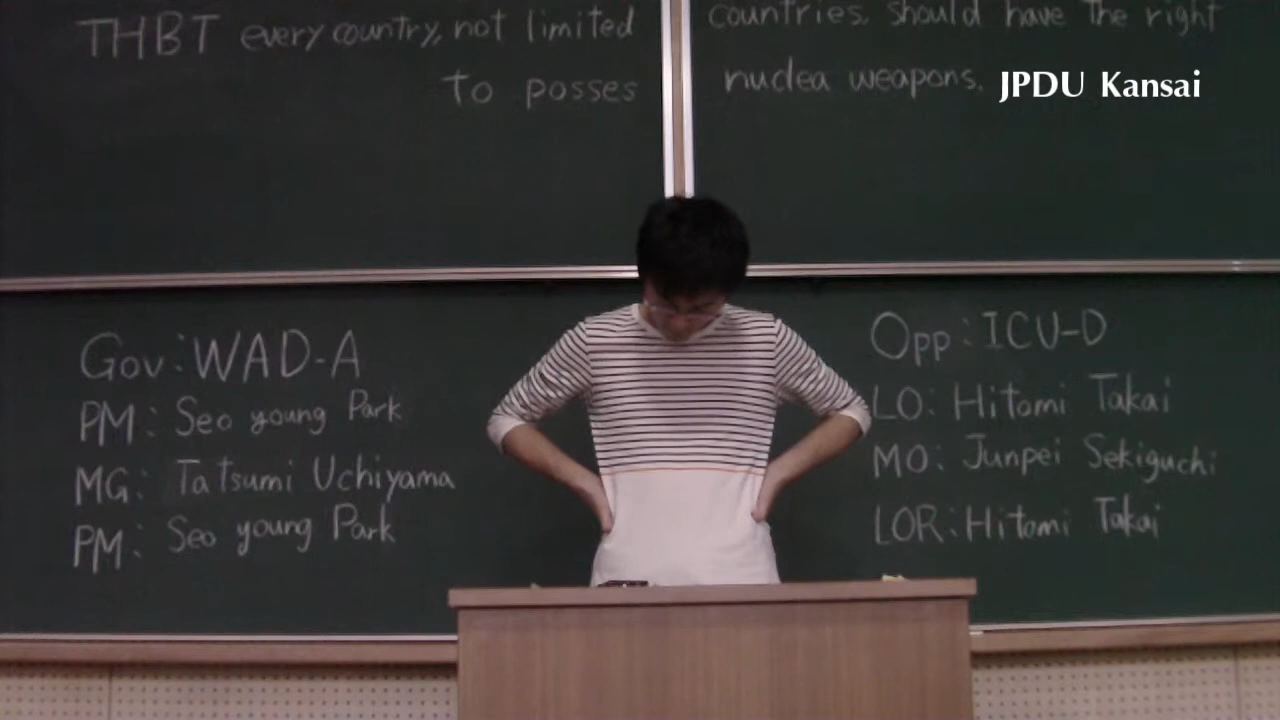 THBT every country, not limited
to posses
countries, should have the right
nuclea weapons.
JPDU Kansai
Gov: WAD-A
PM: Seo young Park
MG: Tatsumi Uchiyama
PM: Seo young Park
Opp: ICU-D
LO: Hitomi Takai
MO: Junpei Sekiguchi
LOR: Hitomi Takai